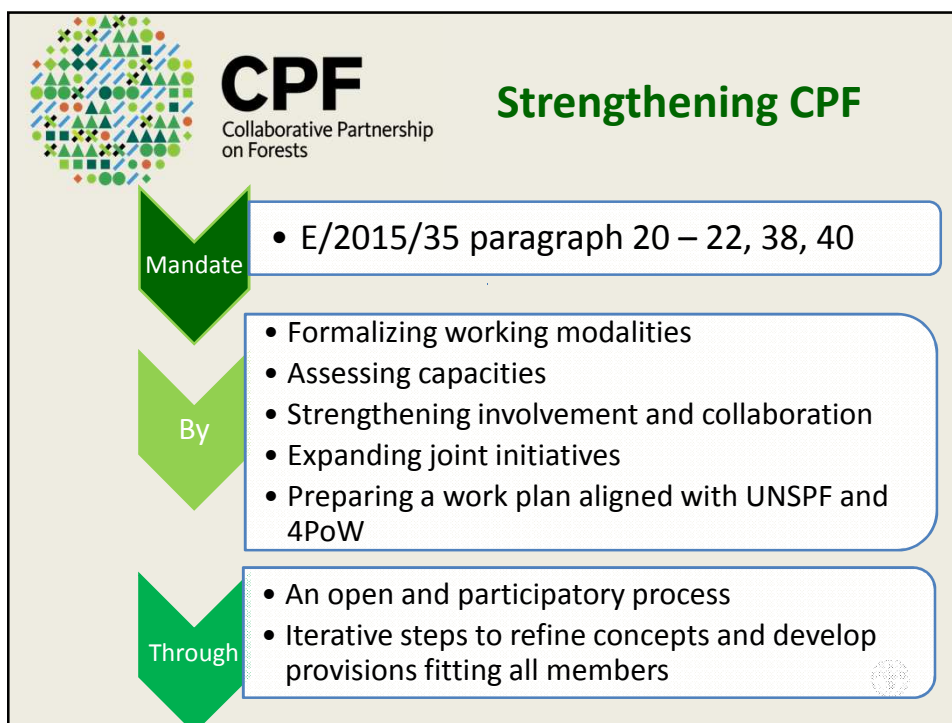 CPF
Collaborative Partnership
on Forests
Strengthening CPF
Mandate
• E/2015/35 paragraph 20 – 22, 38, 40
By
• Formalizing working modalities
• Assessing capacities
• Strengthening involvement and collaboration
• Expanding joint initiatives
• Preparing a work plan aligned with UNSPF and
4PoW
Through
• An open and participatory process
• Iterative steps to refine concepts and develop
provisions fitting all members